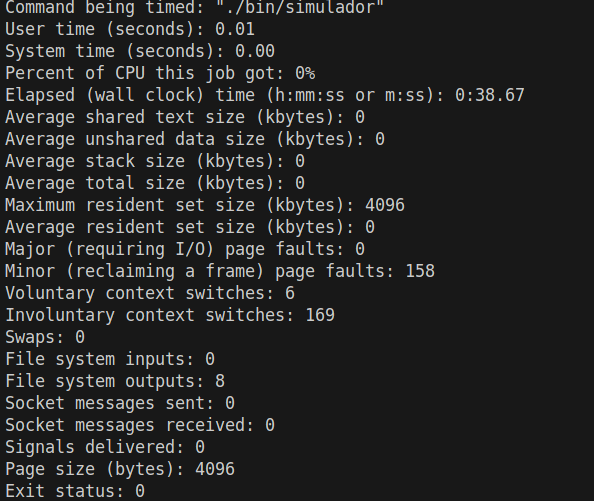 Command being timed: "./bin/simulador"
User time (seconds): 0.01
System time (seconds): 0.00
Percent of CPU this job got: 0%
Elapsed (wall clock) time (h:mm:ss or m:ss): 0:38.67
Average shared text size (kbytes): 0
Average unshared data size (kbytes): 0
Average stack size (kbytes): 0
Average total size (kbytes): 0
Maximum resident set size (kbytes): 4096
Average resident set size (kbytes): 0
Major (requiring I/O) page faults: 0
Minor (reclaiming a frame) page faults: 158
Voluntary context switches: 6
Involuntary context switches: 169
Swaps: 0
File system inputs: 0
File system outputs: 8
Socket messages sent: 0
Socket messages received: 0
Signals delivered: 0
Page size (bytes): 4096
Exit status: 0